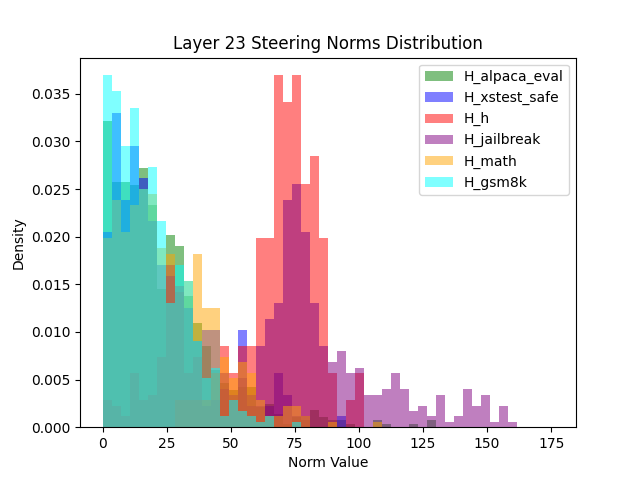 Layer 23 Steering Norms Distribution
H_alpaca_eval
H_xstest_safe
H_h
H_jailbreak
H_math
H_gsm8k
Density
0.035
0.030
0.025
0.020
0.015
0.010
0.005
0.000
0 25 50 75 100 125 150 175
Norm Value